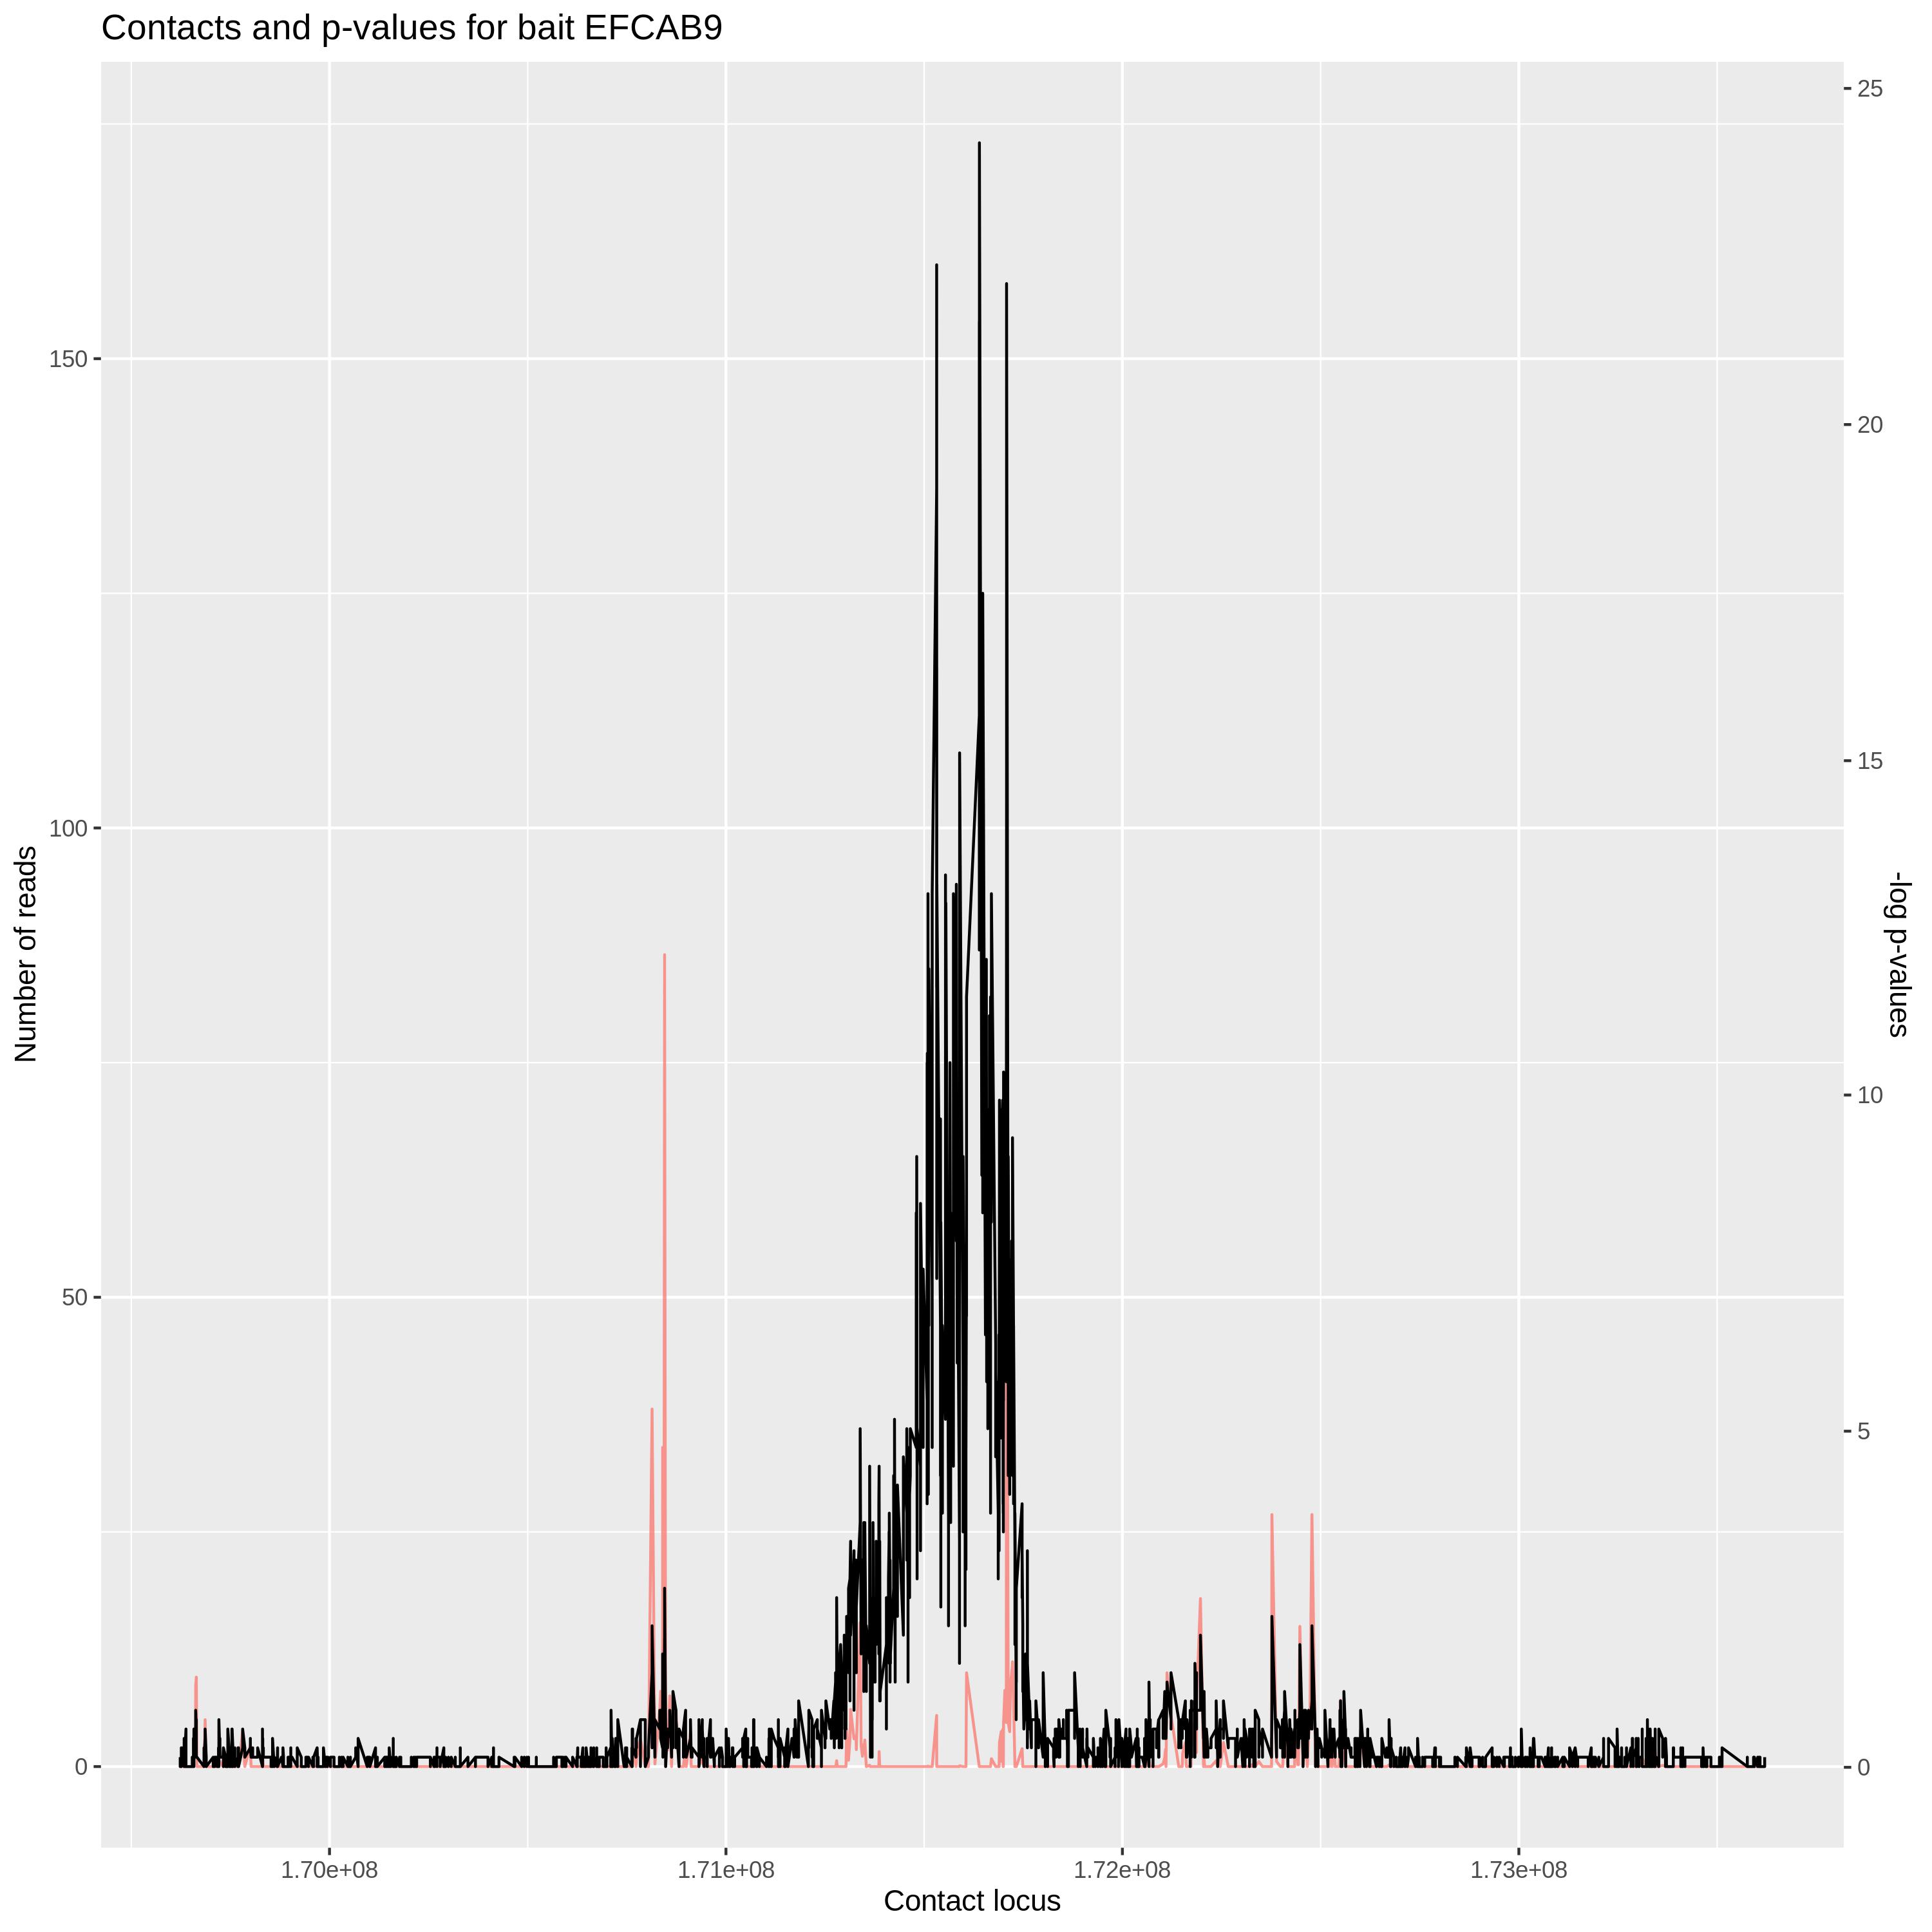 Contacts and p-values for bait EFCAB9
Number of reads
150
100
50
0
25
20
15
10
5
0
-log p-values
1.70e+08
1.71e+08
1.72e+08
1.73e+08
Contact locus